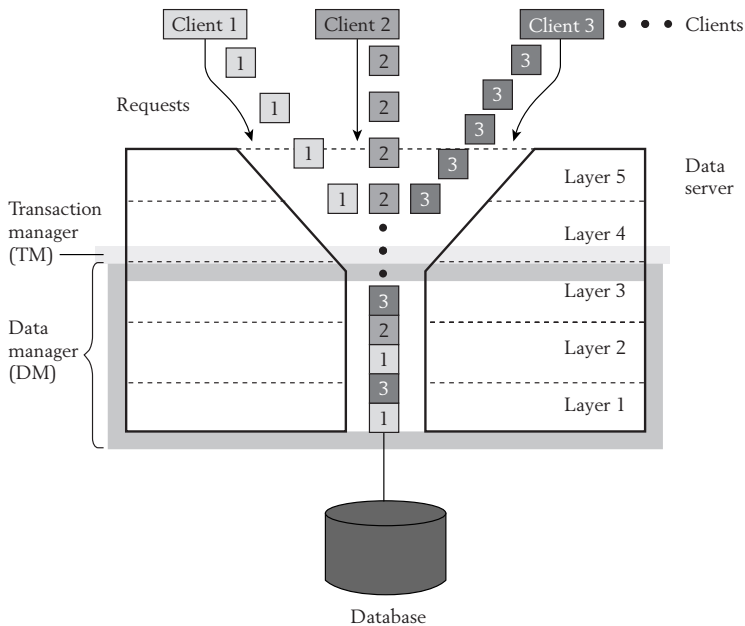 Client 1
Client 2
Client 3
Clients
1
2
3
2
3
Requests
1
2
3
1
2
3
Layer 5
Data
server
1
2
3
Transaction
manager
(TM)
Layer 4
3
Layer 3
Data
manager
(DM)
2
1
Layer 2
3
1
Layer 1
Database